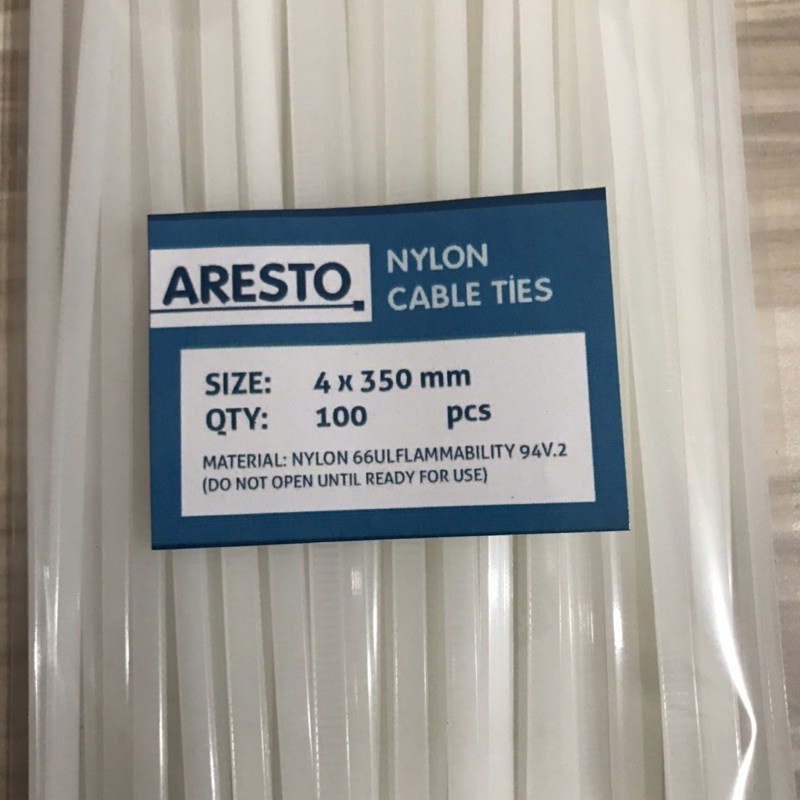 ARESTO
NYLON
CABLE TİES
SIZE: 4 x 350 mm
QTY: 100 pcs
MATERIAL: NYLON 66ULFLAMMABILITY 94V.2
(DO NOT OPEN UNTIL READY FOR USE)